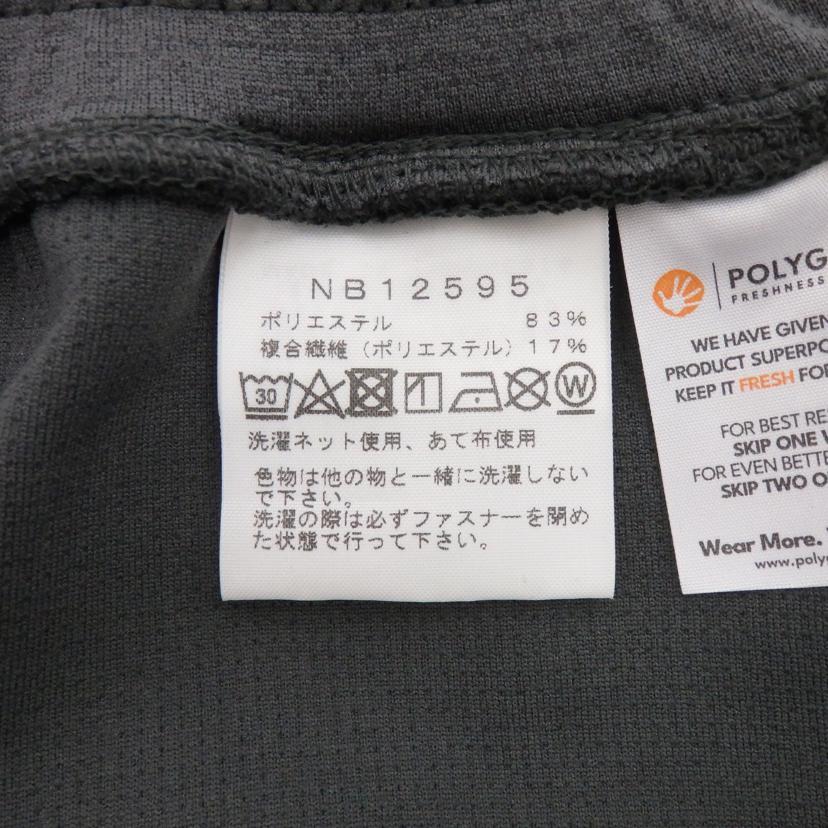 NB12595
ポリエステル 83%
複合繊維(ポリエステル)17%
30
W
洗濯ネット使用、あて布使用
色物は他の物と一緒に洗濯しない
で下さい。
洗濯の際は必ずファスナーを閉め
た状態で行って下さい。
POLYG
FRESHNESS
WE HAVE GIVEN
PRODUCT SUPERPO
KEEP IT FRESH FOR
FOR BEST RE
SKIP ONE W
FOR EVEN BETTE
SKIP TWO O
Wear More.
www.polyg